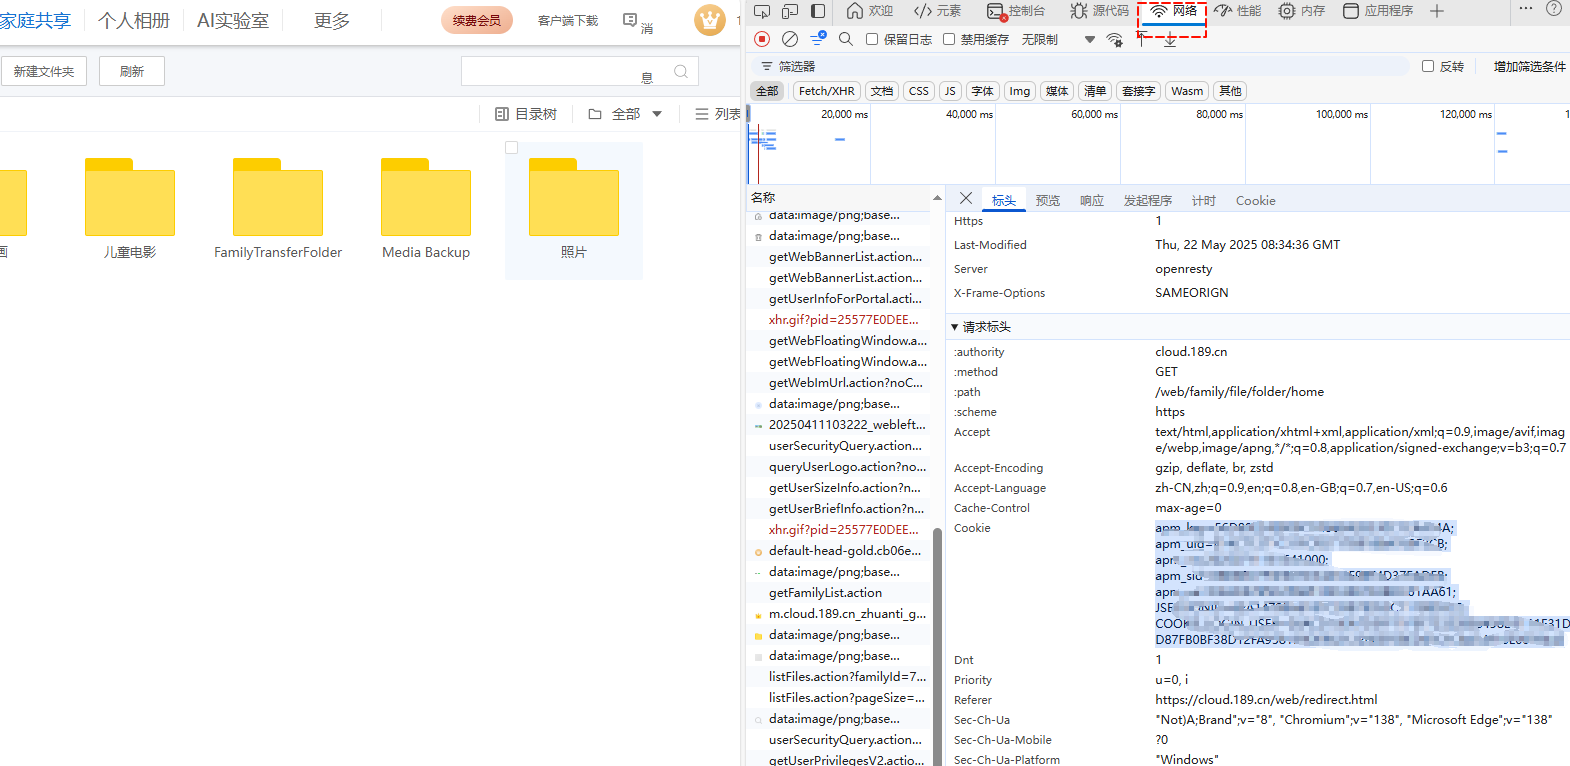 家庭共享 个人相册 AI实验室 更多 续费会员 客户端下载 消
息
新建文件夹 刷新
目录树 全部 列表
画 儿童电影 FamilyTransferFolder Media Backup 照片
欢迎 元素 控制台 源代码 网络 性能 内存 应用程序
保留日志 禁用缓存 无限制
筛选器 反转 增加筛选条件
全部 Fetch/XHR 文档 CSS JS 字体 Img 媒体 清单 套接字 Wasm 其他
20,000 ms 40,000 ms 60,000 ms 80,000 ms 100,000 ms 120,000 ms
名称
data:image/png;base...
data:image/png;base...
getWebBannerList.action...
getWebBannerList.action...
getUserInfoForPortal.acti...
xhr.gif?pid=25577E0DEE...
getWebFloatingWindow.a...
getWebFloatingWindow.a...
getWebImUrl.action?noC...
data:image/png;base...
20250411103222_webleft...
userSecurityQuery.action...
queryUserLogo.action?no...
getUserSizeInfo.action?n...
getUserBriefInfo.action?n...
xhr.gif?pid=25577E0DEE...
default-head-gold.cb06e...
data:image/png;base...
getFamilyList.action
m.cloud.189.cn_zhuanti_g...
data:image/png;base...
data:image/png;base...
listFiles.action?familyId=7...
listFiles.action?pageSize=...
data:image/png;base...
userSecurityQuery.action...
getUserPrivilegesV2.actio...
标头 预览 响应 发起程序 计时 Cookie
Https 1
Last-Modified Thu, 22 May 2025 08:34:36 GMT
Server openresty
X-Frame-Options SAMEORIGN
请求标头
:authority cloud.189.cn
:method GET
:path /web/family/file/folder/home
:scheme https
Accept text/html,application/xhtml+xml,application/xml;q=0.9,image/avif,imag
e/webp,image/apng,*/*;q=0.8,application/signed-exchange;v=b3;q=0.7
Accept-Encoding gzip, deflate, br, zstd
Accept-Language zh-CN,zh;q=0.9,en;q=0.8,en-GB;q=0.7,en-US;q=0.6
Cache-Control max-age=0
Cookie
Dnt 1
Priority u=0, i
Referer https://cloud.189.cn/web/redirect.html
Sec-Ch-Ua "Not)A;Brand";v="8", "Chromium";v="138", "Microsoft Edge";v="138"
Sec-Ch-Ua-Mobile ?0
Sec-Ch-Ua-Platform "Windows"